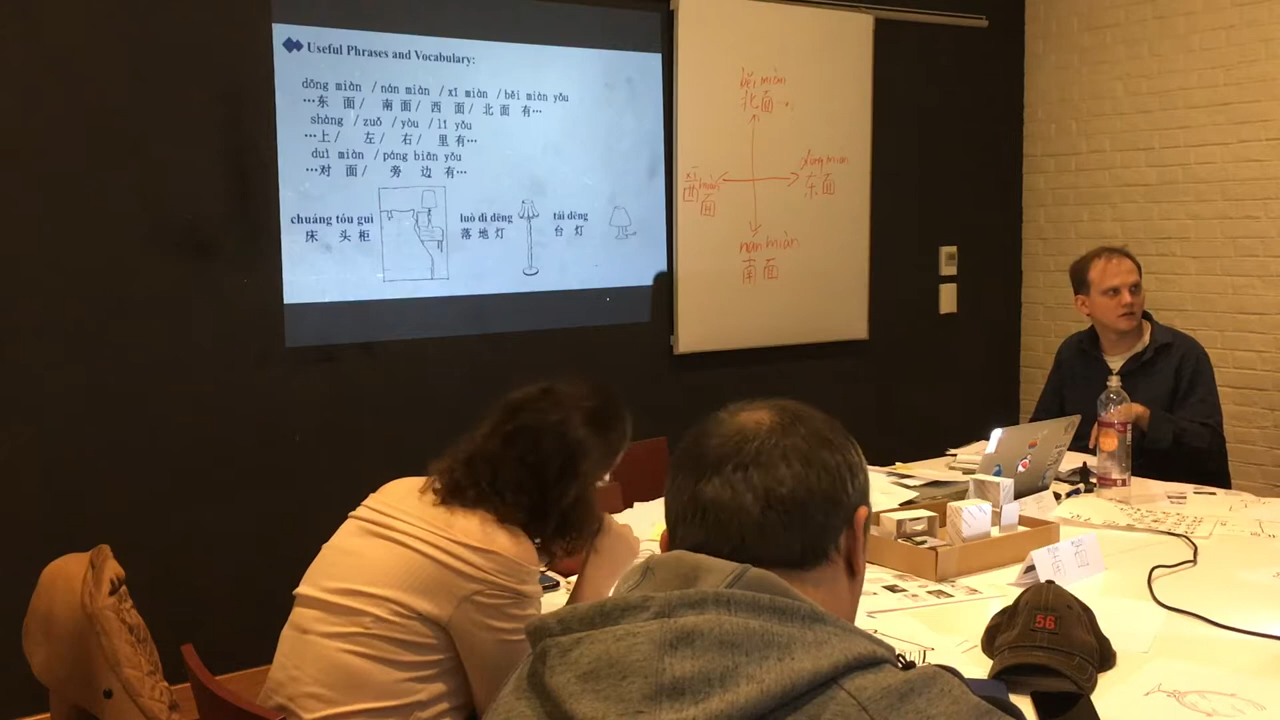 Useful Phrases and Vocabulary:
dōng miàn / nán miàn / xī miàn / běi miàn yǒu
…东 面/ 南 面/ 西 面/ 北 面 有…
shàng / zuǒ / yòu / lǐ yǒu
…上/ 左/ 右/ 里 有…
duì miàn / páng biān yǒu
…对 面/ 旁 边 有…
chuáng tóu guì
床 头 柜
luò dì dēng
落 地 灯
tái dēng
台 灯
běi miàn
北面
xī miàn
西面
miàn
东面
nán miàn
南面
南面
56